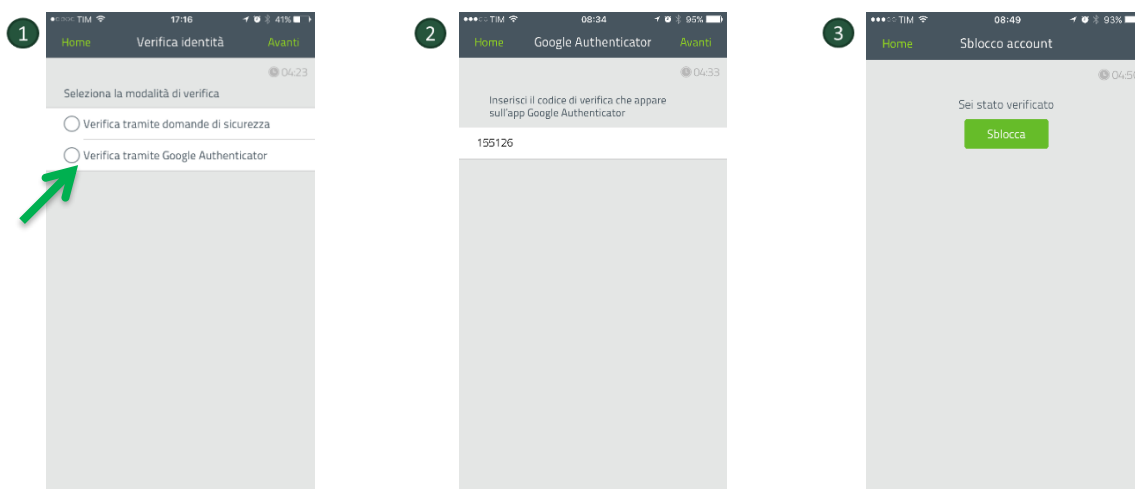 1
TIM 17:16 41%
Home Verifica identità Avanti
04:23
Seleziona la modalità di verifica
Verifica tramite domande di sicurezza
Verifica tramite Google Authenticator
2
TIM 08:34 95%
Home Google Authenticator Avanti
04:33
Inserisci il codice di verifica che appare
sull'app Google Authenticator
155126
3
TIM 08:49 93%
Home Sblocco account
Sei stato verificato
Sblocca